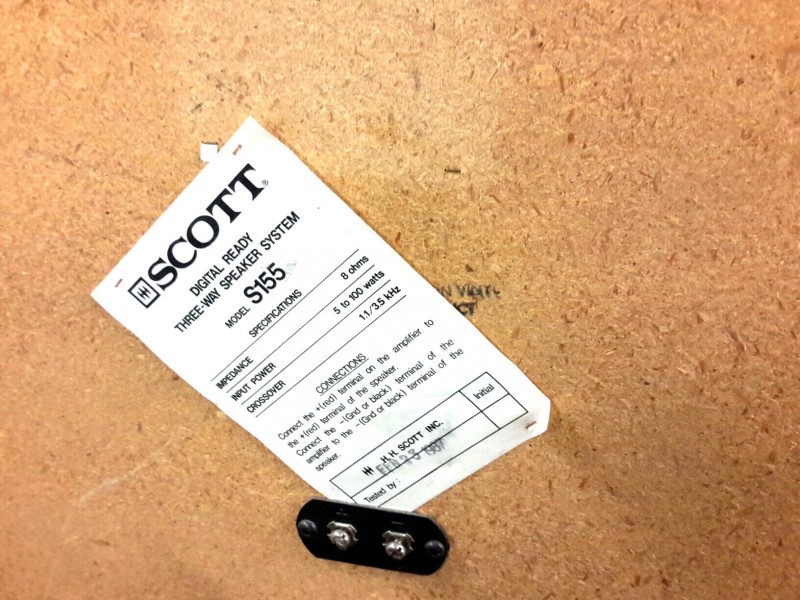 SCOTT®
DIGITAL READY
THREE-WAY SPEAKER SYSTEM
MODEL S155
SPECIFICATIONS
IMPEDANCE 8 ohms
INPUT POWER 5 to 100 watts
CROSSOVER 1.1/3.5 kHz
CONNECTIONS
Connect the +(red) terminal on the amplifier to
the +(red) terminal of the speaker.
Connect the -(Gnd or black) terminal of the
amplifier to the -(Gnd or black) terminal of the
speaker.
H.H. SCOTT INC.
Initial
FEB 23 1987
Tested by :